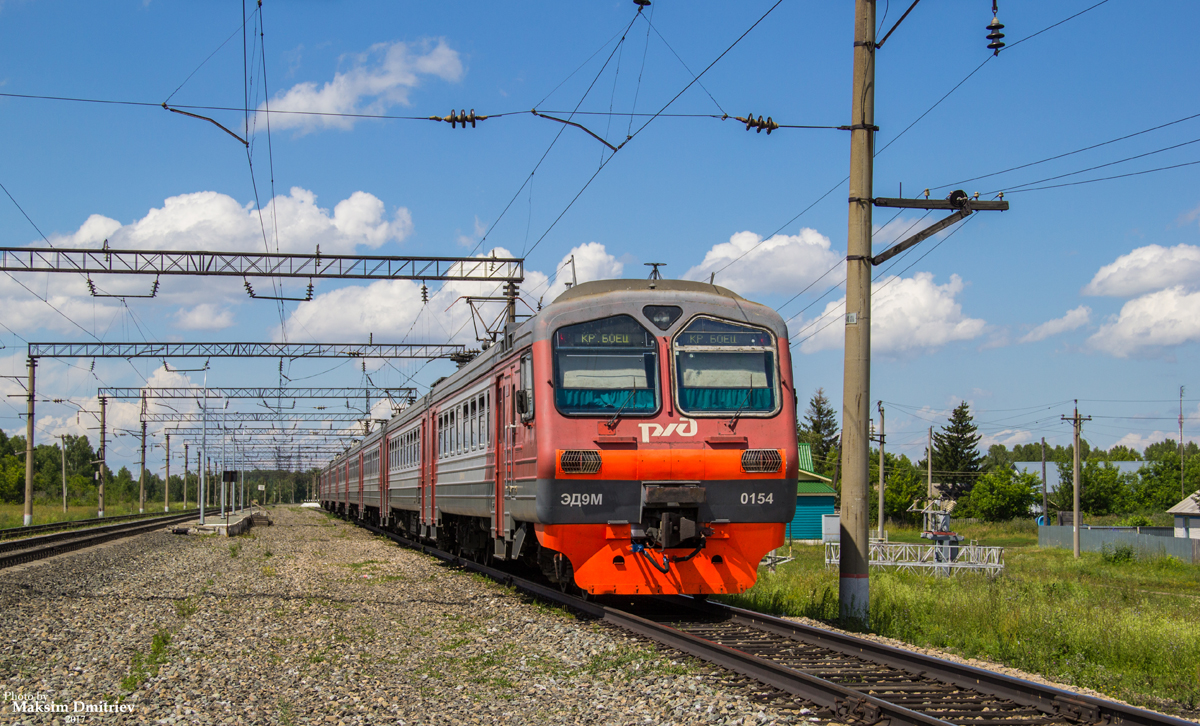 КР.БОЕЦ КР.БОЕЦ
РЖД
ЭД9М 0154
Photo by
Maksim Dmitriev
2017